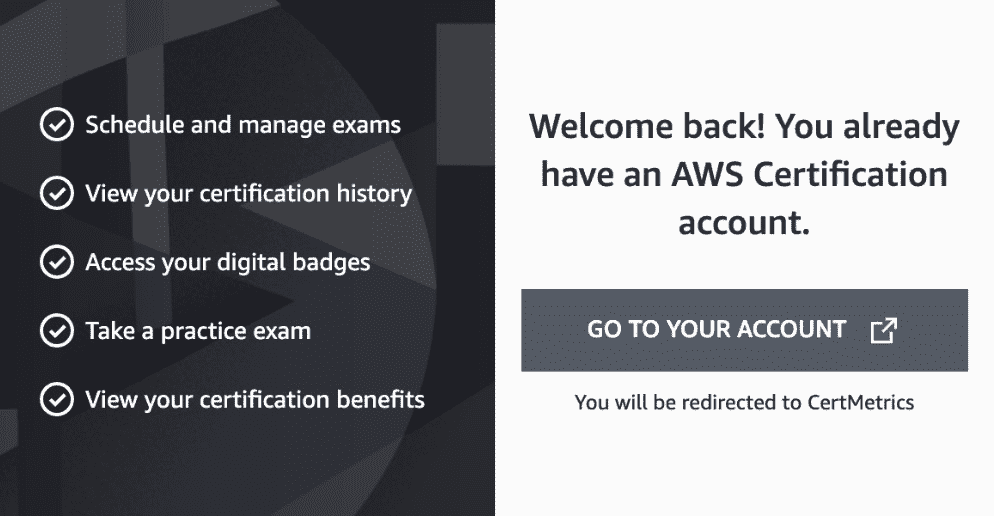 Schedule and manage exams
View your certification history
Access your digital badges
Take a practice exam
View your certification benefits
Welcome back! You already
have an AWS Certification
account.
GO TO YOUR ACCOUNT
You will be redirected to CertMetrics